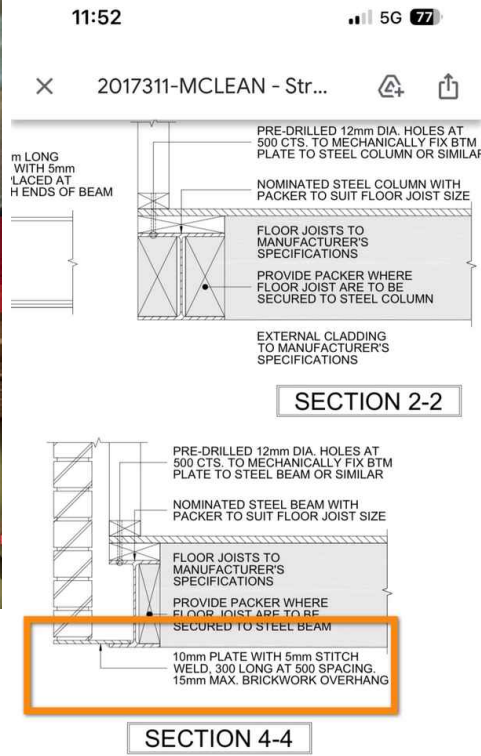 11:52
5G 77
2017311-MCLEAN - Str...
m LONG
WITH 5mm
LACED AT
H ENDS OF BEAM
PRE-DRILLED 12mm DIA. HOLES AT
500 CTS. TO MECHANICALLY FIX BTM
PLATE TO STEEL COLUMN OR SIMILAR
NOMINATED STEEL COLUMN WITH
PACKER TO SUIT FLOOR JOIST SIZE
FLOOR JOISTS TO
MANUFACTURER'S
SPECIFICATIONS
PROVIDE PACKER WHERE
FLOOR JOIST ARE TO BE
SECURED TO STEEL COLUMN
EXTERNAL CLADDING
TO MANUFACTURER'S
SPECIFICATIONS
SECTION 2-2
PRE-DRILLED 12mm DIA. HOLES AT
500 CTS. TO MECHANICALLY FIX BTM
PLATE TO STEEL BEAM OR SIMILAR
NOMINATED STEEL BEAM WITH
PACKER TO SUIT FLOOR JOIST SIZE
FLOOR JOISTS TO
MANUFACTURER'S
SPECIFICATIONS
PROVIDE PACKER WHERE
FLOOR JOIST ARE TO BE
SECURED TO STEEL BEAM
10mm PLATE WITH 5mm STITCH
WELD, 300 LONG AT 500 SPACING.
15mm MAX. BRICKWORK OVERHANG
SECTION 4-4